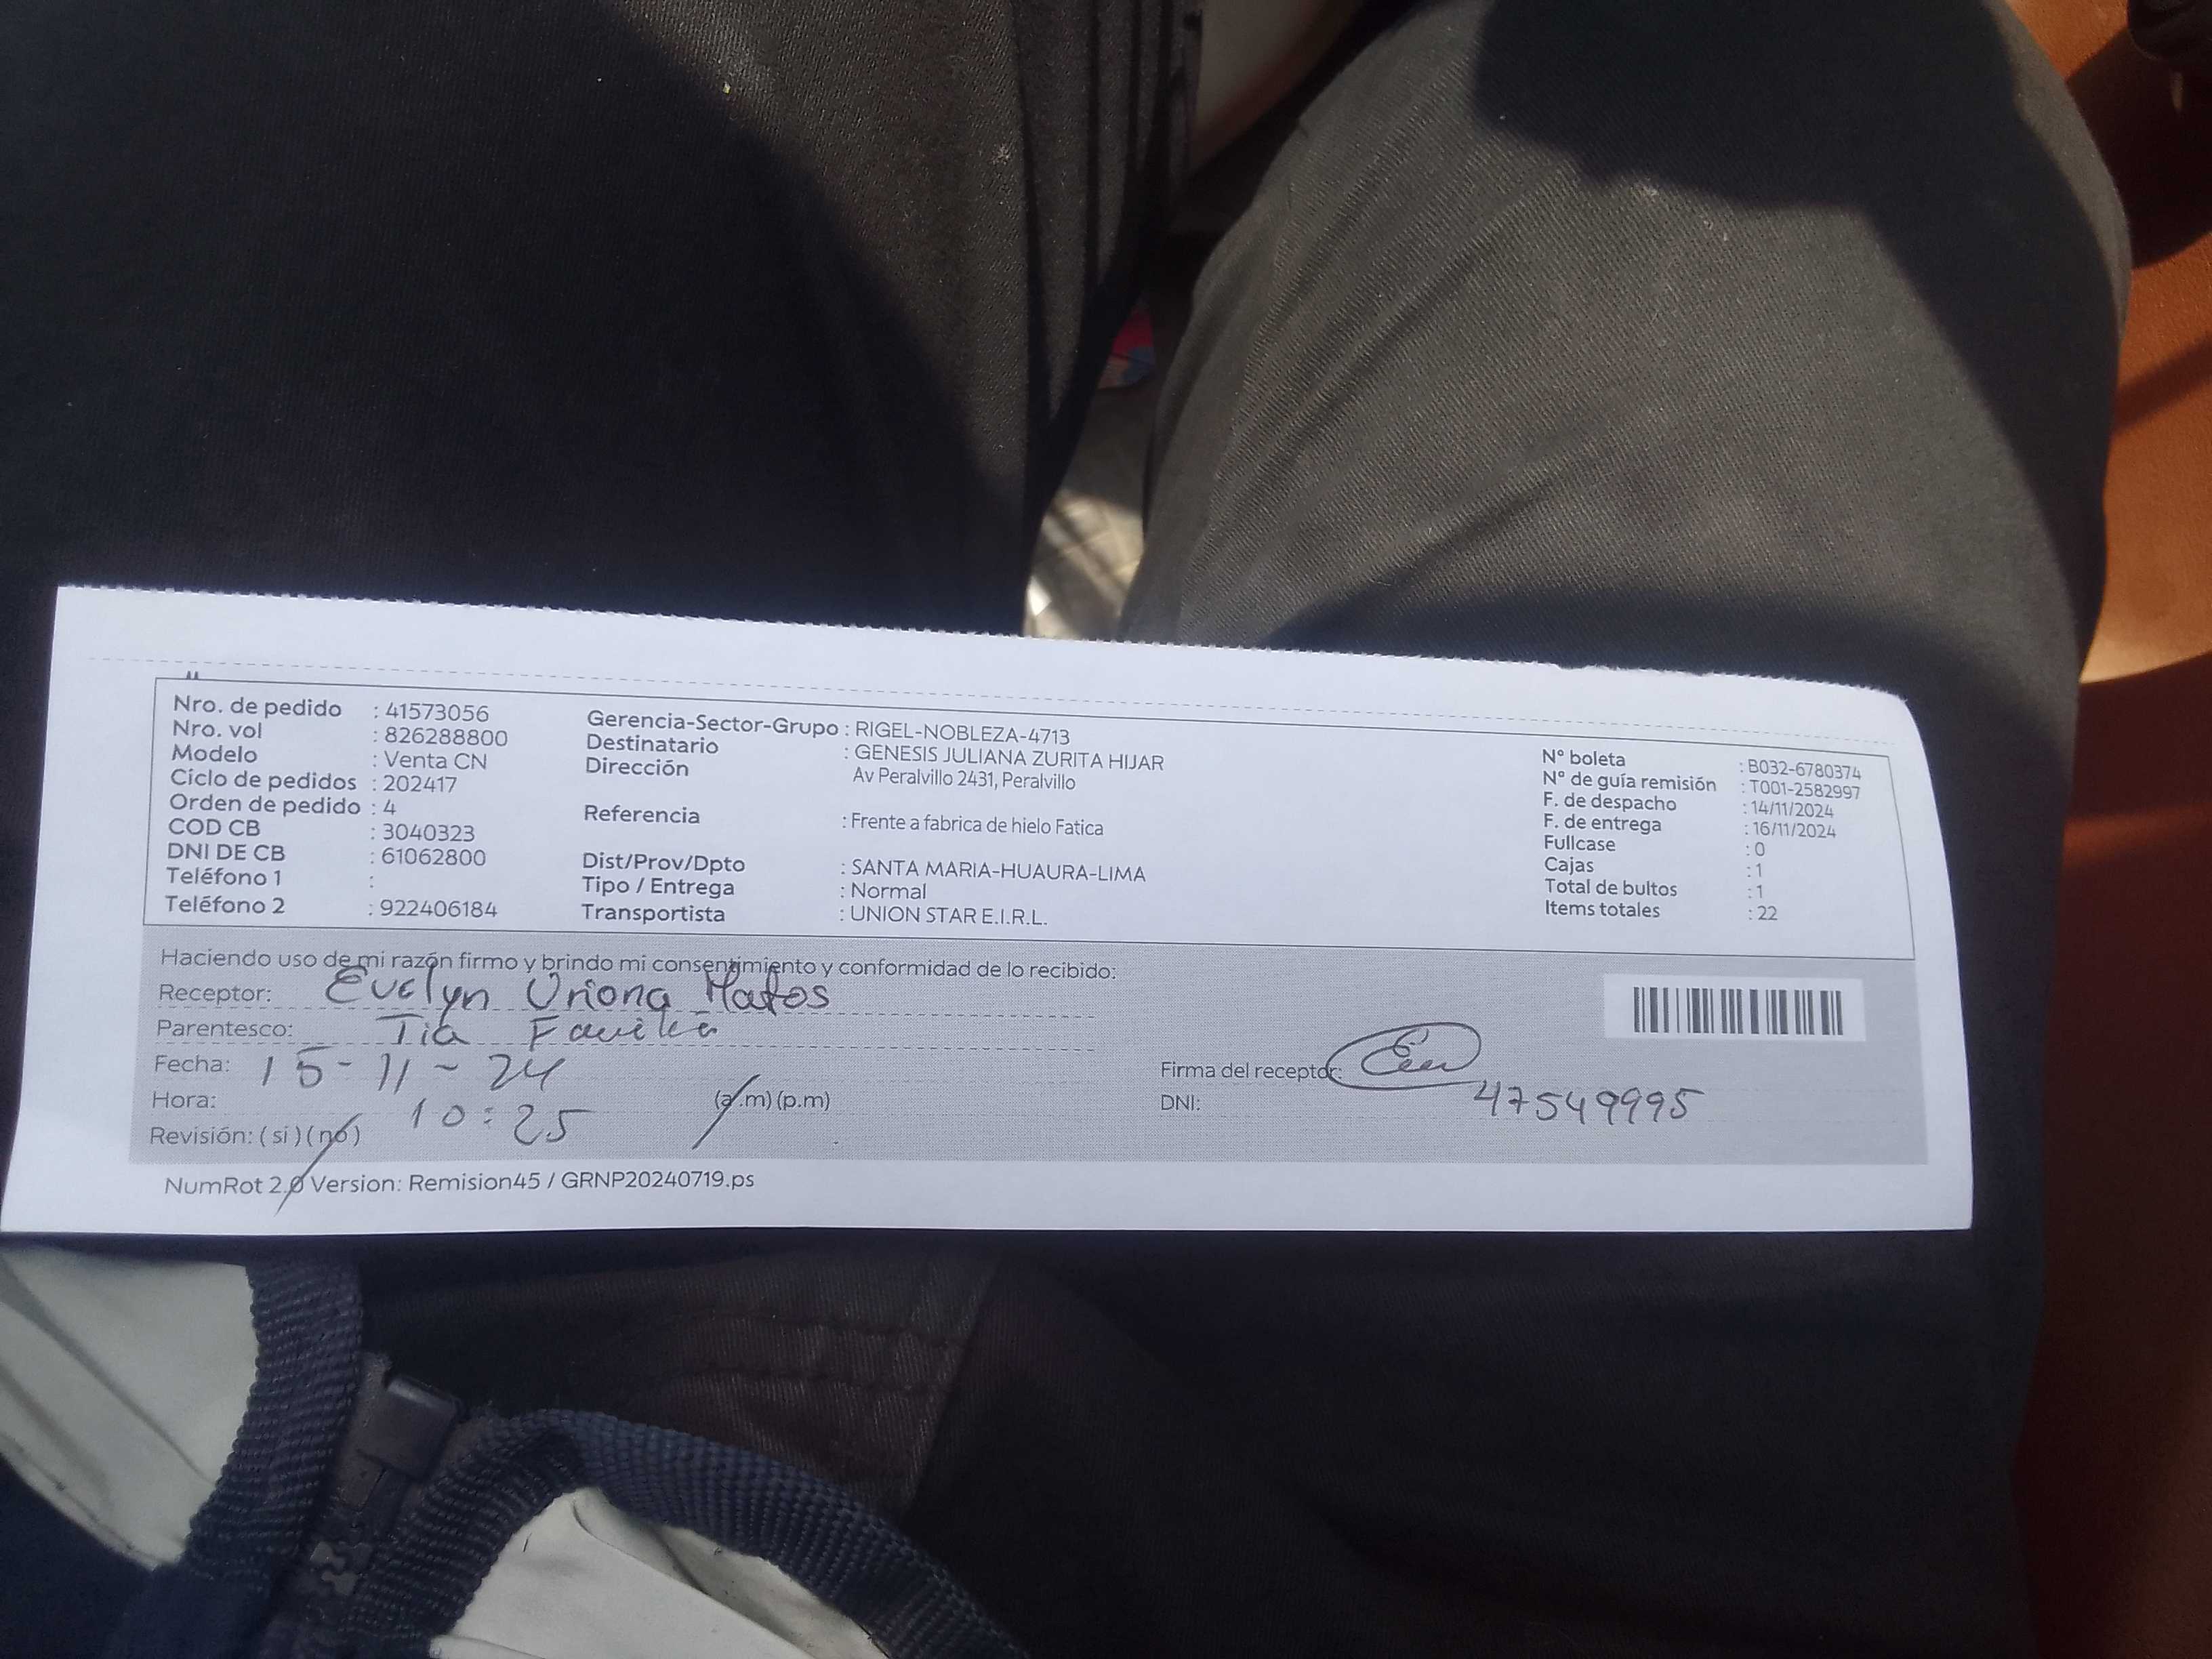 Nro. de pedido : 41573056
Nro. vol : 826288800
Modelo : Venta CN
Ciclo de pedidos : 202417
Orden de pedido : 4
COD CB : 3040323
DNI DE CB : 61062800
Teléfono 1 :
Teléfono 2 : 922406184
Gerencia-Sector-Grupo : RIGEL-NOBLEZA-4713
Destinatario : GENESIS JULIANA ZURITA HIJAR
Dirección Av Peralvillo 2431, Peralvillo
Referencia : Frente a fabrica de hielo Fatica
Dist/Prov/Dpto : SANTA MARIA-HUAURA-LIMA
Tipo / Entrega : Normal
Transportista : UNION STAR E.I.R.L.
N° boleta : B032-6780374
N° de guía remisión : T001-2582997
F. de despacho : 14/11/2024
F. de entrega : 16/11/2024
Fullcase : 0
Cajas : 1
Total de bultos : 1
Items totales : 22
Haciendo uso de mi razón firmo y brindo mi consentimiento y conformidad de lo recibido:
Receptor: Evelyn Uriona Matos
Parentesco: Tia
Fecha: 15-11-24
Hora: 10:25 (a.m) (p.m)
Revisión: ( si ) ( no )
Firma del receptor:
DNI: 47549995
NumRot 2.0 Version: Remision45 / GRNP20240719.ps